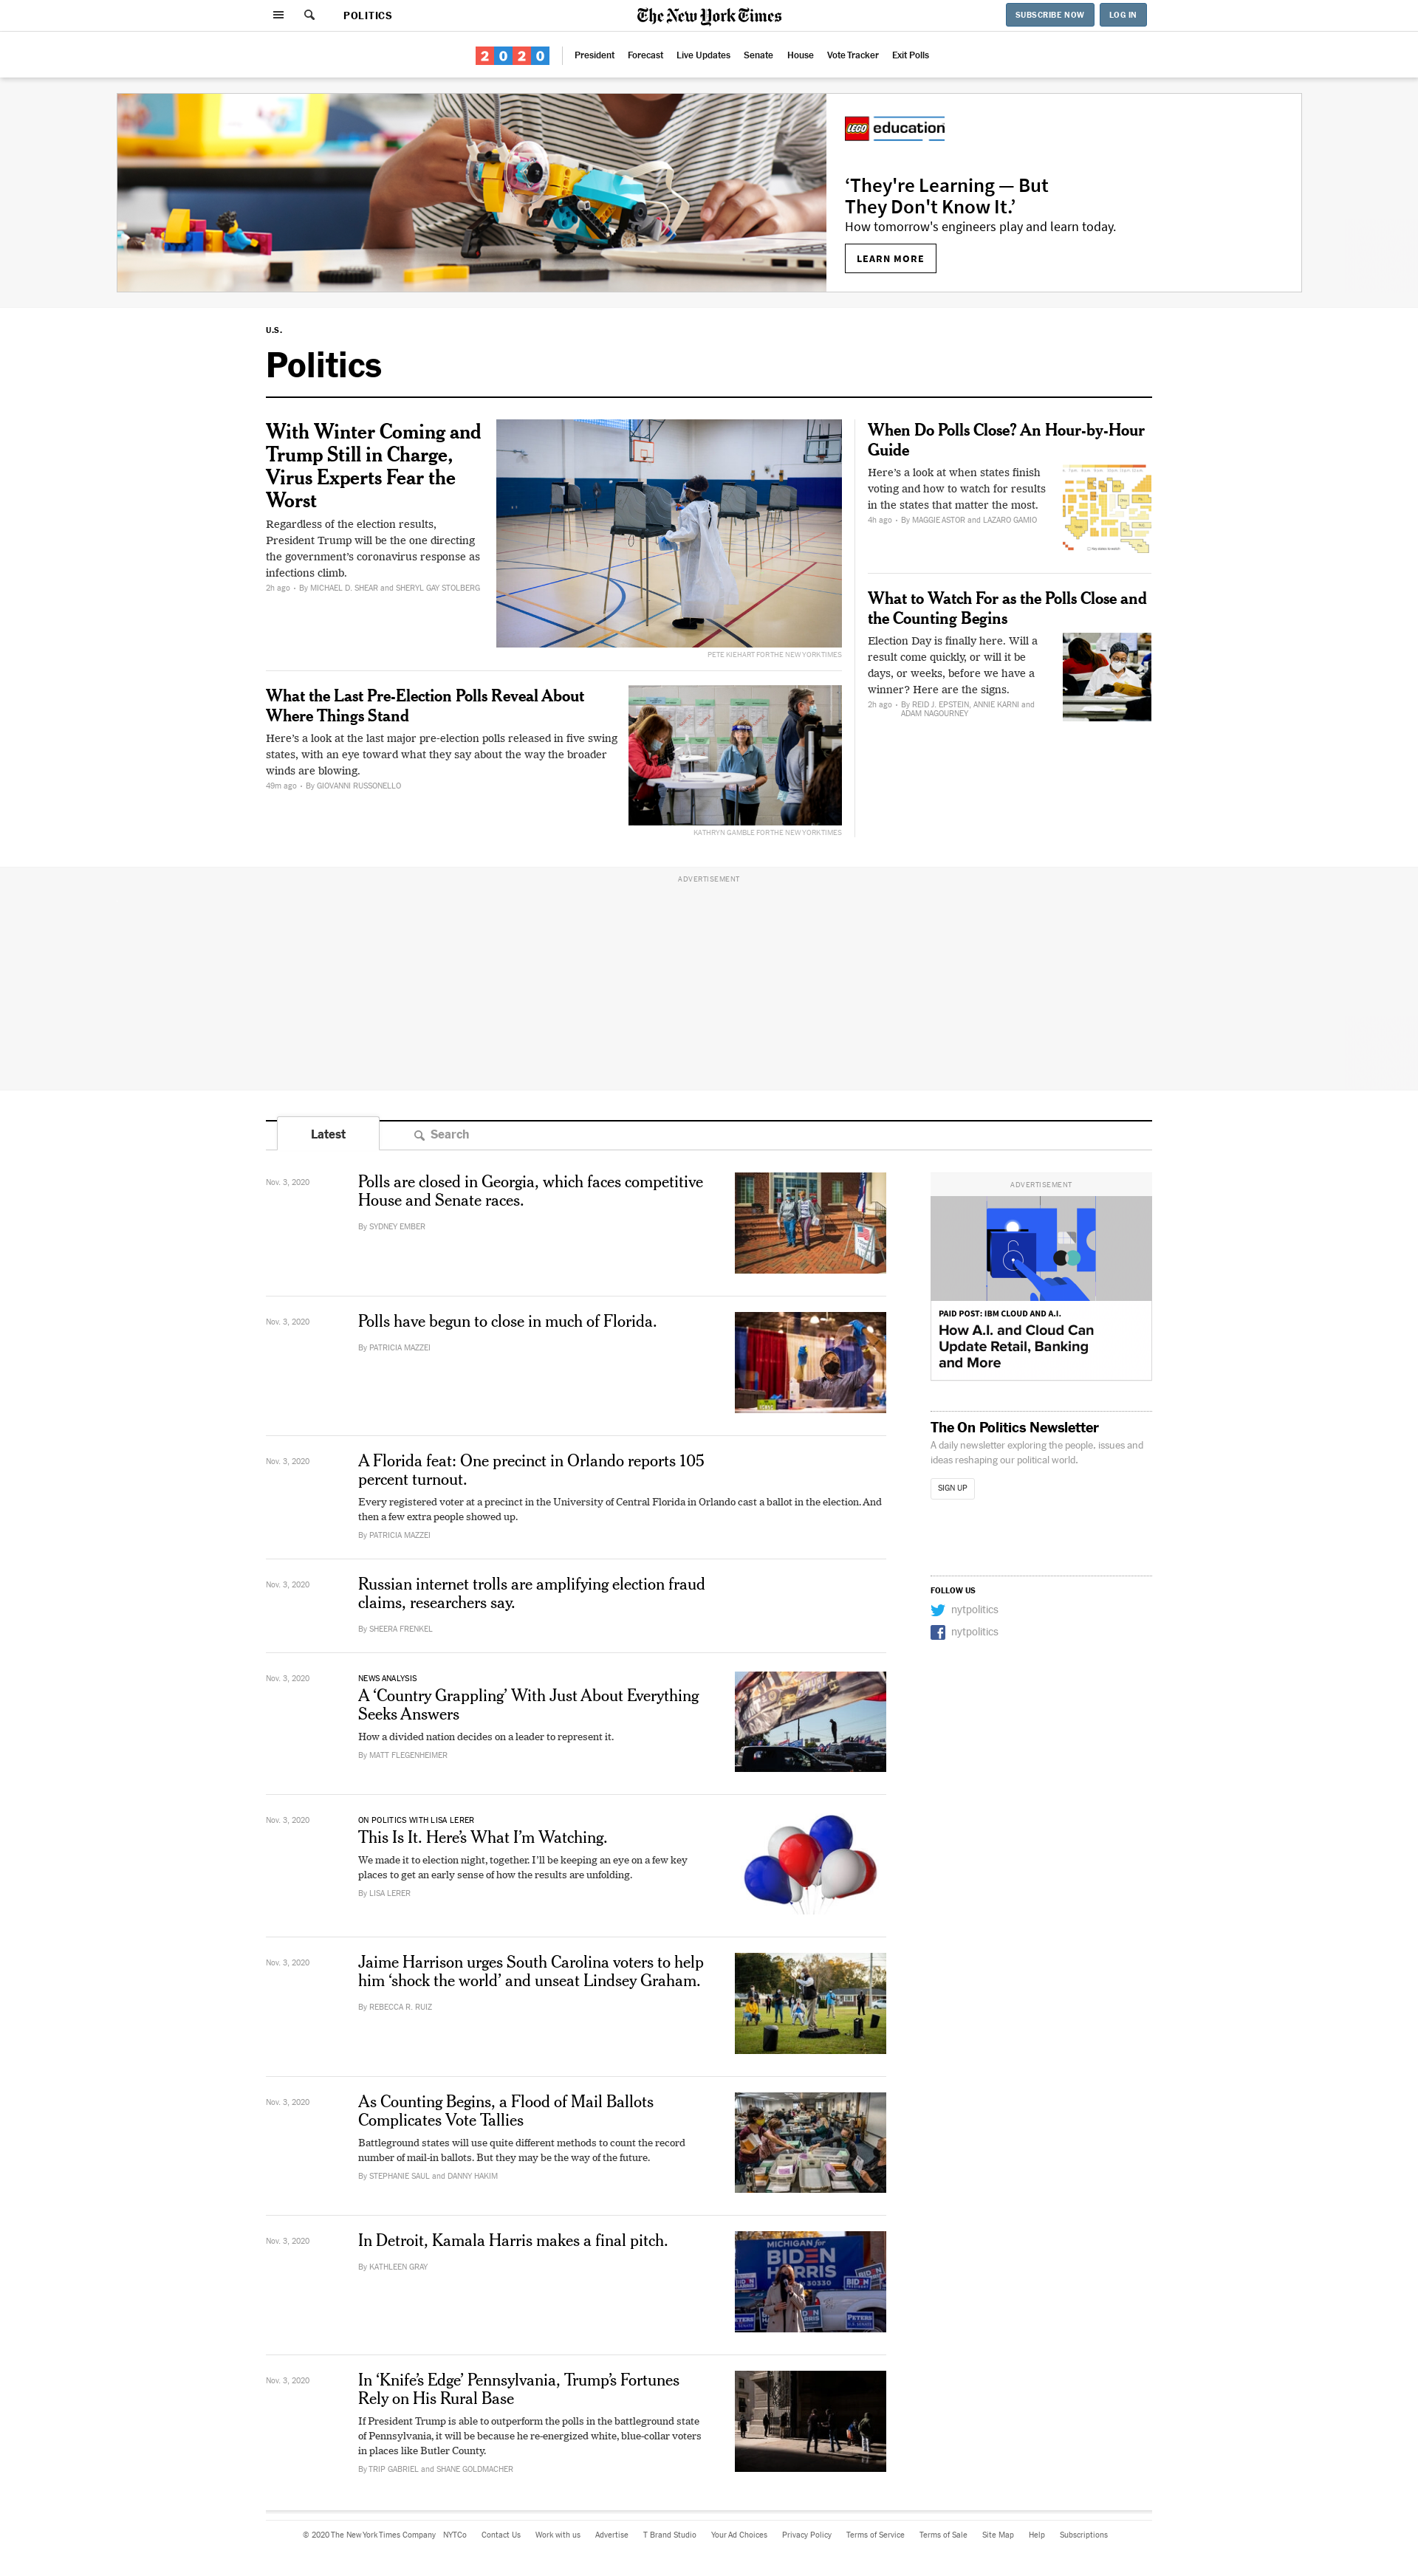 POLITICS
The New York Times
SUBSCRIBE NOW
LOG IN
2020
President
Forecast
Live Updates
Senate
House
Vote Tracker
Exit Polls
LEGO education
‘They're Learning — But
They Don't Know It.’
How tomorrow's engineers play and learn today.
LEARN MORE
U.S.
Politics
With Winter Coming and
Trump Still in Charge,
Virus Experts Fear the
Worst
Regardless of the election results,
President Trump will be the one directing
the government’s coronavirus response as
infections climb.
2h ago • By MICHAEL D. SHEAR and SHERYL GAY STOLBERG
PETE KIEHART FOR THE NEW YORK TIMES
What the Last Pre-Election Polls Reveal About
Where Things Stand
Here’s a look at the last major pre-election polls released in five swing
states, with an eye toward what they say about the way the broader
winds are blowing.
49m ago • By GIOVANNI RUSSONELLO
KATHRYN GAMBLE FOR THE NEW YORK TIMES
When Do Polls Close? An Hour-by-Hour
Guide
Here’s a look at when states finish
voting and how to watch for results
in the states that matter the most.
4h ago • By MAGGIE ASTOR and LAZARO GAMIO
What to Watch For as the Polls Close and
the Counting Begins
Election Day is finally here. Will a
result come quickly, or will it be
days, or weeks, before we have a
winner? Here are the signs.
2h ago • By REID J. EPSTEIN, ANNIE KARNI and
ADAM NAGOURNEY
ADVERTISEMENT
Latest
Search
Nov. 3, 2020
Polls are closed in Georgia, which faces competitive
House and Senate races.
By SYDNEY EMBER
Nov. 3, 2020
Polls have begun to close in much of Florida.
By PATRICIA MAZZEI
Nov. 3, 2020
A Florida feat: One precinct in Orlando reports 105
percent turnout.
Every registered voter at a precinct in the University of Central Florida in Orlando cast a ballot in the election. And
then a few extra people showed up.
By PATRICIA MAZZEI
Nov. 3, 2020
Russian internet trolls are amplifying election fraud
claims, researchers say.
By SHEERA FRENKEL
Nov. 3, 2020
NEWS ANALYSIS
A ‘Country Grappling’ With Just About Everything
Seeks Answers
How a divided nation decides on a leader to represent it.
By MATT FLEGENHEIMER
Nov. 3, 2020
ON POLITICS WITH LISA LERER
This Is It. Here’s What I’m Watching.
We made it to election night, together. I’ll be keeping an eye on a few key
places to get an early sense of how the results are unfolding.
By LISA LERER
Nov. 3, 2020
Jaime Harrison urges South Carolina voters to help
him ‘shock the world’ and unseat Lindsey Graham.
By REBECCA R. RUIZ
Nov. 3, 2020
As Counting Begins, a Flood of Mail Ballots
Complicates Vote Tallies
Battleground states will use quite different methods to count the record
number of mail-in ballots. But they may be the way of the future.
By STEPHANIE SAUL and DANNY HAKIM
Nov. 3, 2020
In Detroit, Kamala Harris makes a final pitch.
By KATHLEEN GRAY
MICHIGAN for
BIDEN
HARRIS
30330
BIDEN
PETERS
Nov. 3, 2020
In ‘Knife’s Edge’ Pennsylvania, Trump’s Fortunes
Rely on His Rural Base
If President Trump is able to outperform the polls in the battleground state
of Pennsylvania, it will be because he re-energized white, blue-collar voters
in places like Butler County.
By TRIP GABRIEL and SHANE GOLDMACHER
ADVERTISEMENT
PAID POST: IBM CLOUD AND A.I.
How A.I. and Cloud Can
Update Retail, Banking
and More
The On Politics Newsletter
A daily newsletter exploring the people, issues and
ideas reshaping our political world.
SIGN UP
FOLLOW US
nytpolitics
nytpolitics
© 2020 The New York Times Company
NYTCo
Contact Us
Work with us
Advertise
T Brand Studio
Your Ad Choices
Privacy Policy
Terms of Service
Terms of Sale
Site Map
Help
Subscriptions